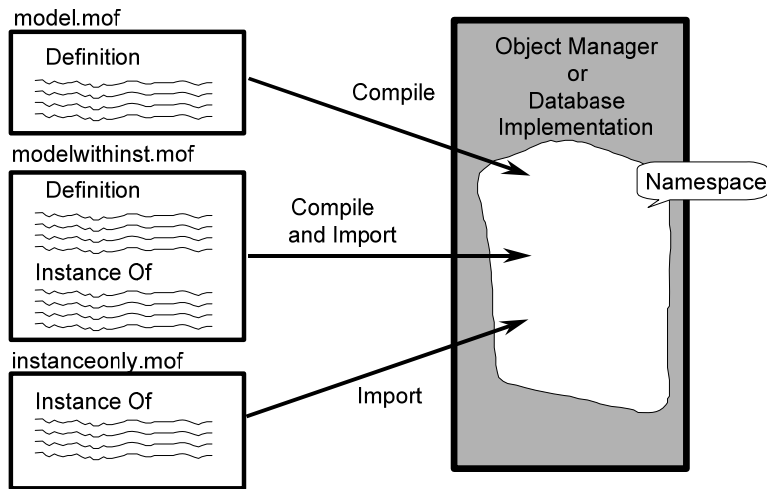 model.mof
Definition
modelwithinst.mof
Definition
Instance Of
instanceonly.mof
Instance Of
Compile
Compile
and Import
Import
Object Manager
or
Database
Implementation
Namespace